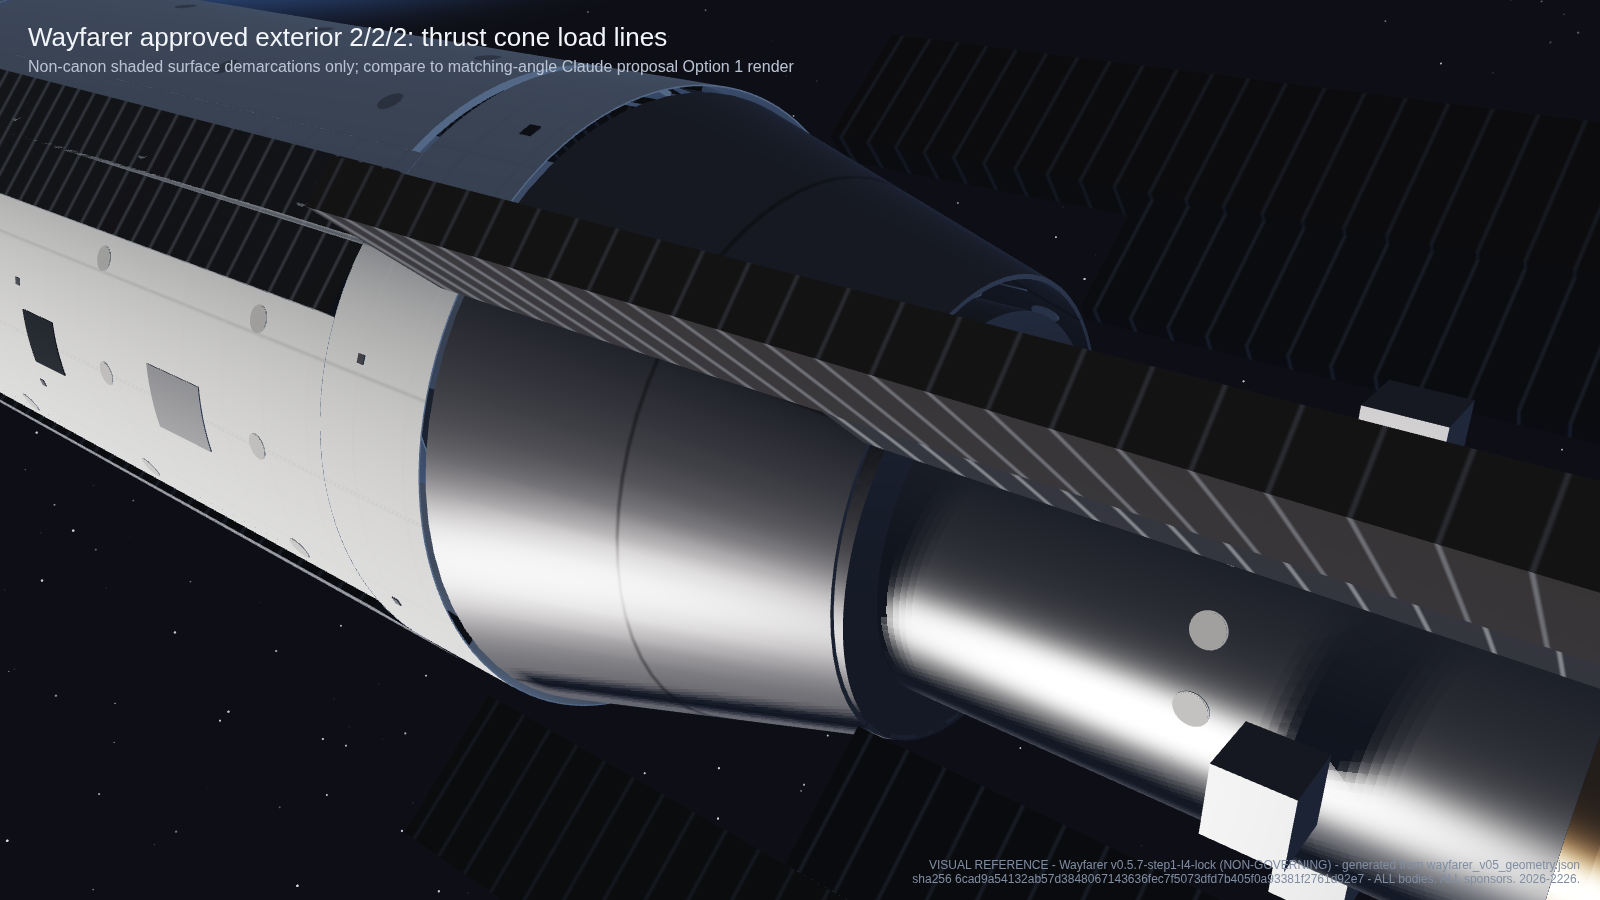 Wayfarer approved exterior 2/2/2: thrust cone load lines
Non-canon shaded surface demarcations only; compare to matching-angle Claude proposal Option 1 render
VISUAL REFERENCE - Wayfarer v0.5.7-step1-l4-lock (NON-GOVERNING) - generated from wayfarer_v05_geometry.json
sha256 - ALL bodies. ALL sponsors. 2026-2226.